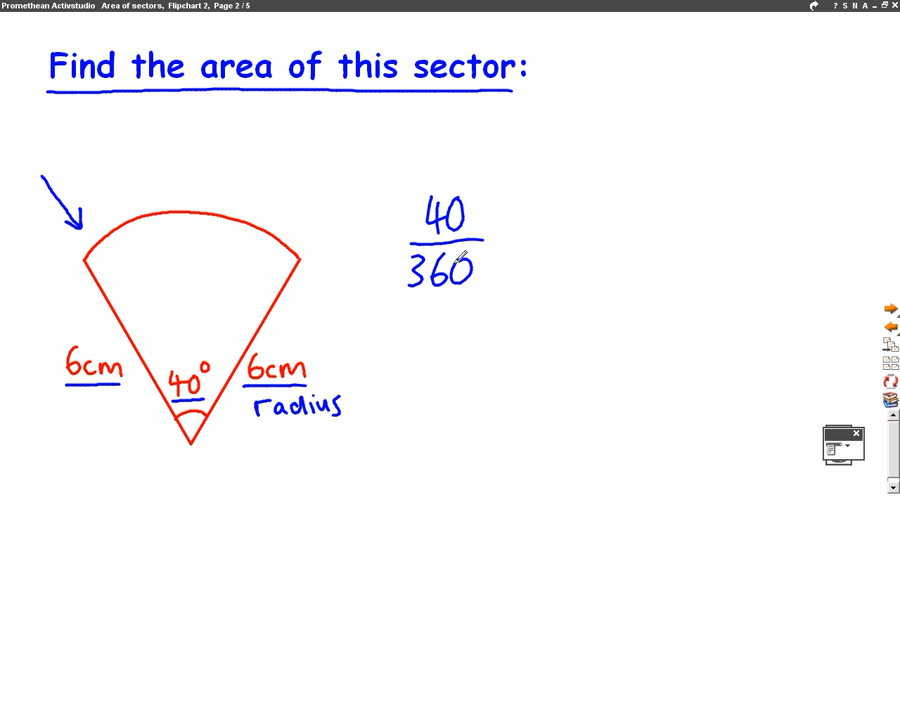 Promethean Activstudio Area of sectors, Flipchart 2, Page 2 / 5
? S N A
Find the area of this sector:
40
360
6cm
40°
6cm
radius